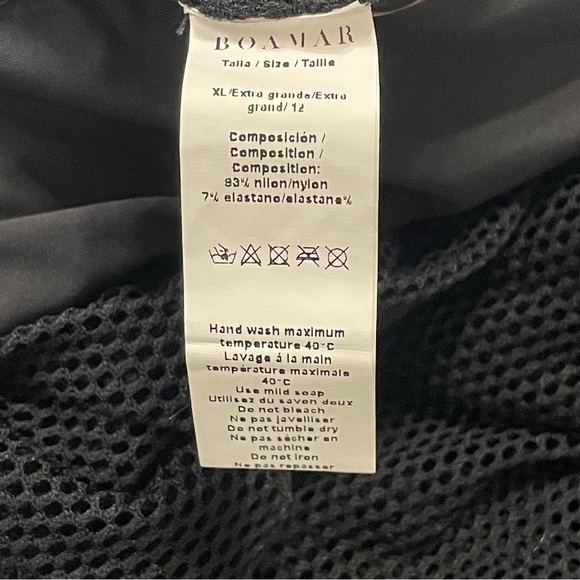 BOAMAR
Talla / Size / Taille
XL/Extra grande/Extra
grand/ 12
Composición /
Composition /
Composition:
93% nilon/nylon
7% elastano/elastane%
Hand wash maximum
temperature 40°C
Lavage á la main
température maximale
40°C
Use mild soap
Utilisez du savon doux
Do not bleach
Ne pas javelliser
Do not tumble dry
Ne pas sécher en
machine
Do not iron
Ne pas repasser